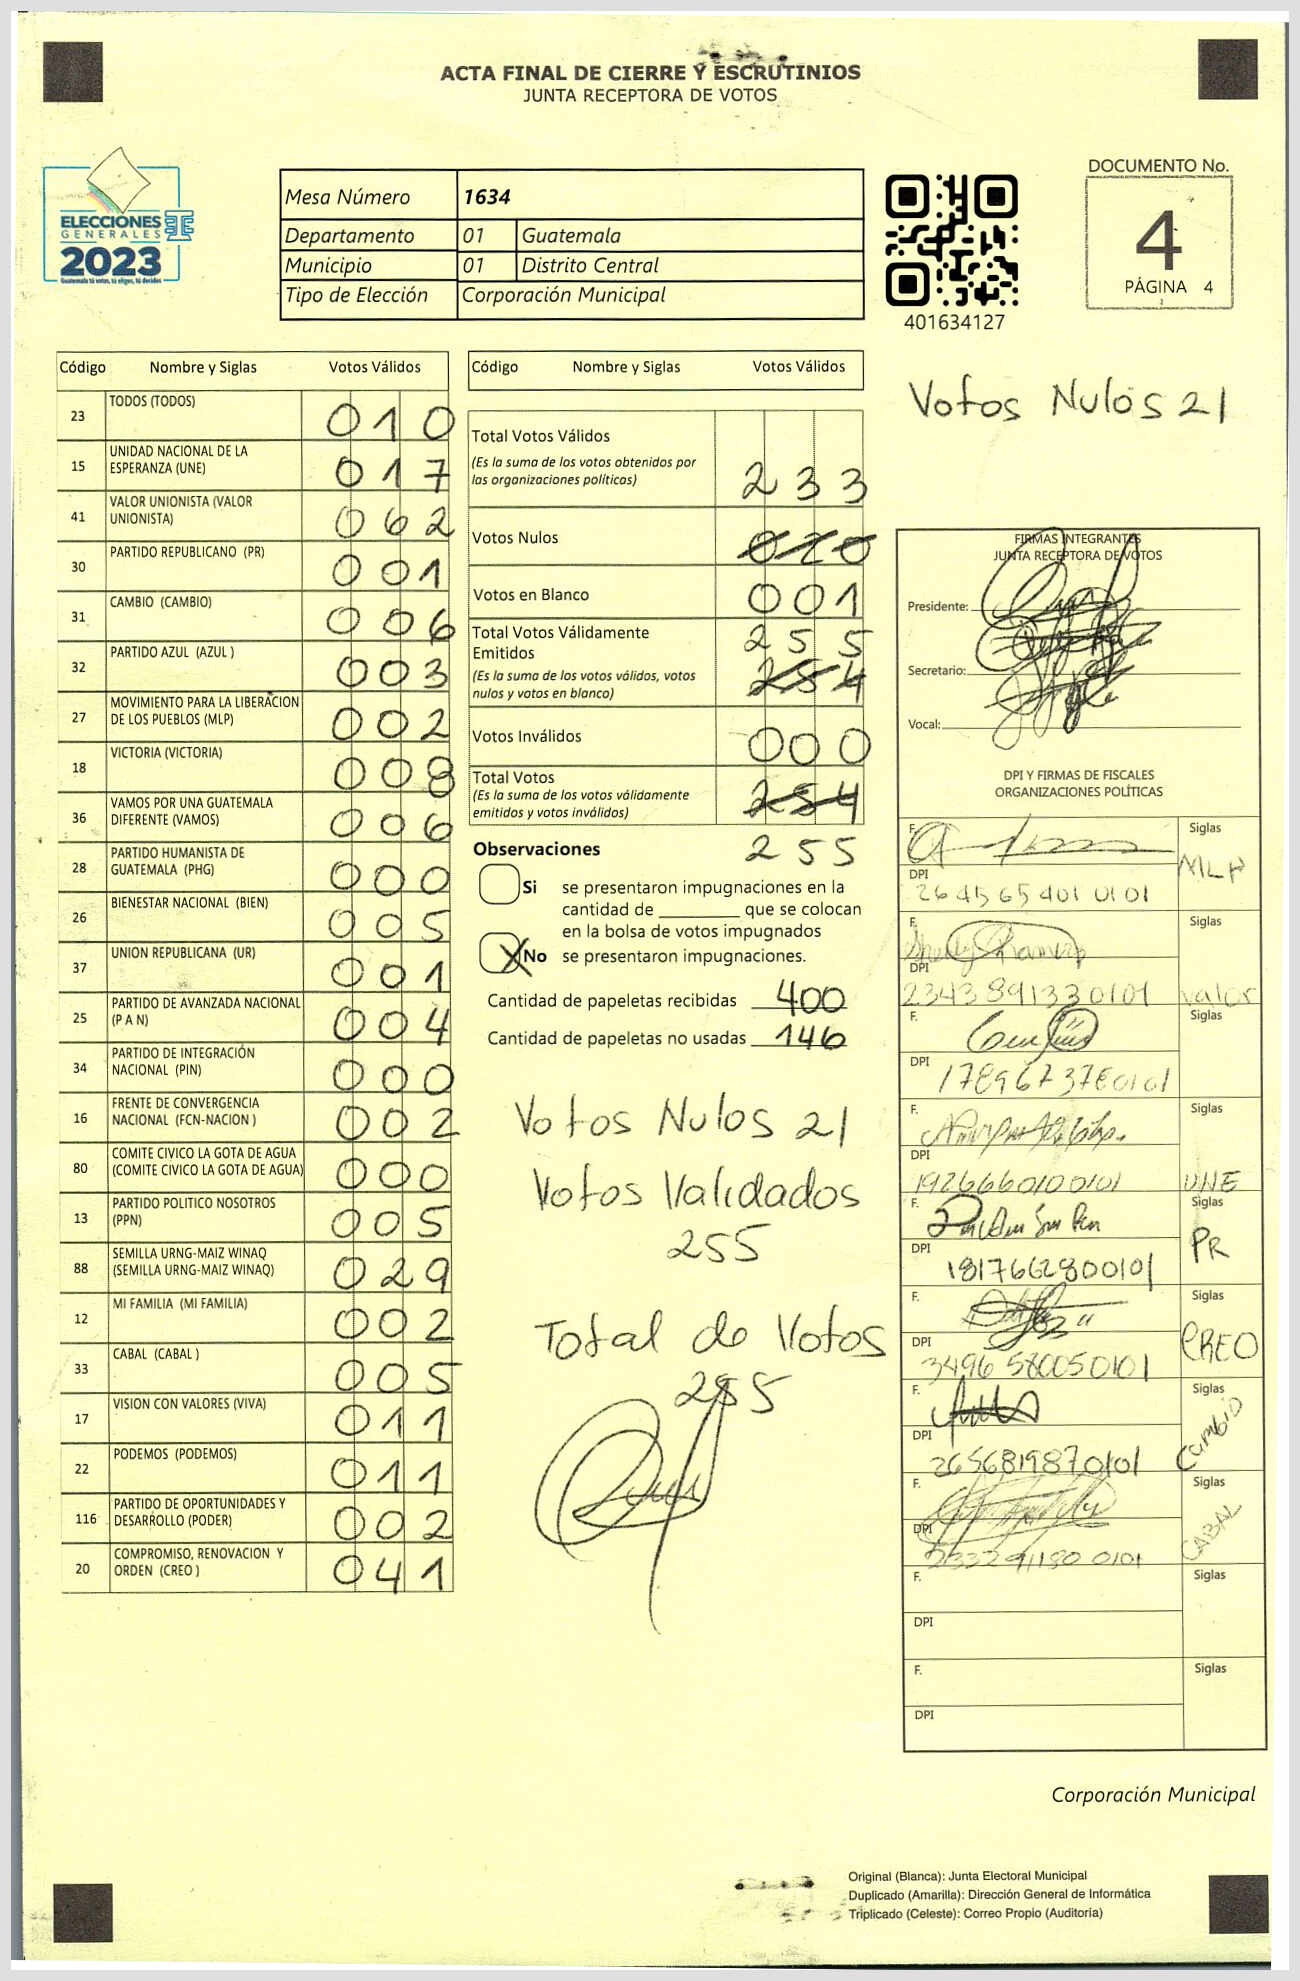 ACTA FINAL DE CIERRE Y ESCRUTINIOS
JUNTA RECEPTORA DE VOTOS
ELECCIONES
GENERALES
2023
Guatemala tú votas, tú eliges, tú decides
Mesa Número 1634
Departamento 01 Guatemala
Municipio 01 Distrito Central
Tipo de Elección Corporación Municipal
401634127
DOCUMENTO No.
4
PÁGINA 4
Código Nombre y Siglas Votos Válidos
23 TODOS (TODOS) 010
15 UNIDAD NACIONAL DE LA ESPERANZA (UNE) 017
41 VALOR UNIONISTA (VALOR UNIONISTA) 062
30 PARTIDO REPUBLICANO (PR) 001
31 CAMBIO (CAMBIO) 006
32 PARTIDO AZUL (AZUL ) 003
27 MOVIMIENTO PARA LA LIBERACION DE LOS PUEBLOS (MLP) 002
18 VICTORIA (VICTORIA) 008
36 VAMOS POR UNA GUATEMALA DIFERENTE (VAMOS) 006
28 PARTIDO HUMANISTA DE GUATEMALA (PHG) 000
26 BIENESTAR NACIONAL (BIEN) 005
37 UNION REPUBLICANA (UR) 001
25 PARTIDO DE AVANZADA NACIONAL (P A N) 004
34 PARTIDO DE INTEGRACIÓN NACIONAL (PIN) 000
16 FRENTE DE CONVERGENCIA NACIONAL (FCN-NACION ) 002
80 COMITE CIVICO LA GOTA DE AGUA (COMITE CIVICO LA GOTA DE AGUA) 000
13 PARTIDO POLITICO NOSOTROS (PPN) 005
88 SEMILLA URNG-MAIZ WINAQ (SEMILLA URNG-MAIZ WINAQ) 029
12 MI FAMILIA (MI FAMILIA) 002
33 CABAL (CABAL ) 005
17 VISION CON VALORES (VIVA) 011
22 PODEMOS (PODEMOS) 011
116 PARTIDO DE OPORTUNIDADES Y DESARROLLO (PODER) 002
20 COMPROMISO, RENOVACION Y ORDEN (CREO ) 041
Código Nombre y Siglas Votos Válidos
Total Votos Válidos
(Es la suma de los votos obtenidos por
las organizaciones políticas) 233
Votos Nulos 020
Votos en Blanco 001
Total Votos Válidamente 255
Emitidos
(Es la suma de los votos válidos, votos 254
nulos y votos en blanco)
Votos Inválidos 000
Total Votos
(Es la suma de los votos válidamente 254
emitidos y votos inválidos)
255
Observaciones
Si se presentaron impugnaciones en la
cantidad de ________ que se colocan
en la bolsa de votos impugnados
X No se presentaron impugnaciones.
Cantidad de papeletas recibidas 400
Cantidad de papeletas no usadas 146
Votos Nulos 21
Votos Validados
255
Total de Votos
255
Votos Nulos 21
FIRMAS INTEGRANTES
JUNTA RECEPTORA DE VOTOS
Presidente:
Secretario:
Vocal:
DPI Y FIRMAS DE FISCALES
ORGANIZACIONES POLÍTICAS
F. Siglas
MLP
DPI
264565401 0101
F. Siglas
DPI
2343891330101 valor
F. Siglas
DPI 1789673780101
F. Siglas
DPI
1926660100101 UNE
F. Siglas
PR
DPI
1817662800101
F. Siglas
CREO
DPI
3496 580050101
F. Siglas
Cambio
DPI
2656819870101
F. Siglas
CABAL
DPI
2332911800101
F. Siglas
DPI
F. Siglas
DPI
Corporación Municipal
Original (Blanca): Junta Electoral Municipal
Duplicado (Amarilla): Dirección General de Informática
Triplicado (Celeste): Correo Propio (Auditoría)